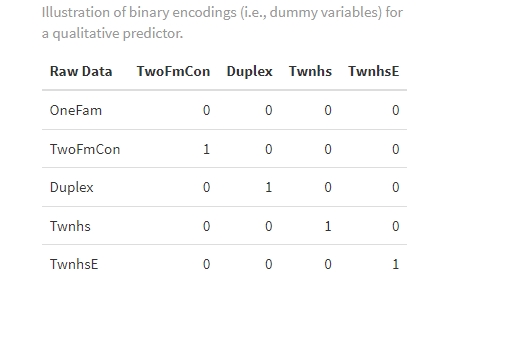 Illustration of binary encodings (i.e., dummy variables) for
a qualitative predictor.
Raw Data TwoFmCon Duplex Twnhs TwnhsE
OneFam 0 0 0 0
TwoFmCon 1 0 0 0
Duplex 0 1 0 0
Twnhs 0 0 1 0
TwnhsE 0 0 0 1